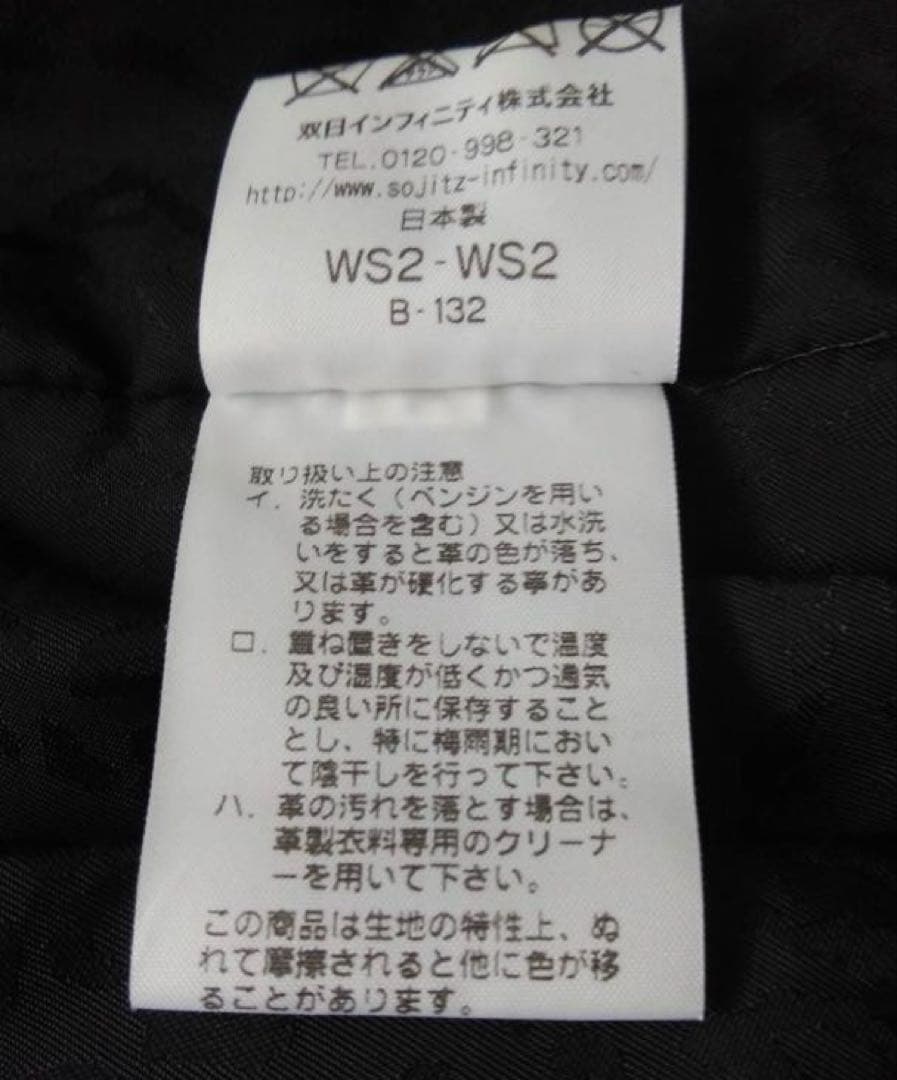 双日インフィニティ株式会社
TEL.0120-998-321
http://www.sojitz-infinity.com/
日本製
WS2-WS2
B-132
取り扱い上の注意
イ．洗たく（ベンジンを用い
る場合を含む）又は水洗
いをすると革の色が落ち、
又は革が硬化する事があ
ります。
ロ．重ね置きをしないで温度
及び湿度が低くかつ通気
の良い所に保存すること
とし、特に梅雨期におい
て陰干しを行って下さい。
ハ．革の汚れを落とす場合は、
革製衣料専用のクリーナ
ーを用いて下さい。
この商品は生地の特性上、ぬ
れて摩擦されると他に色が移
ることがあります。